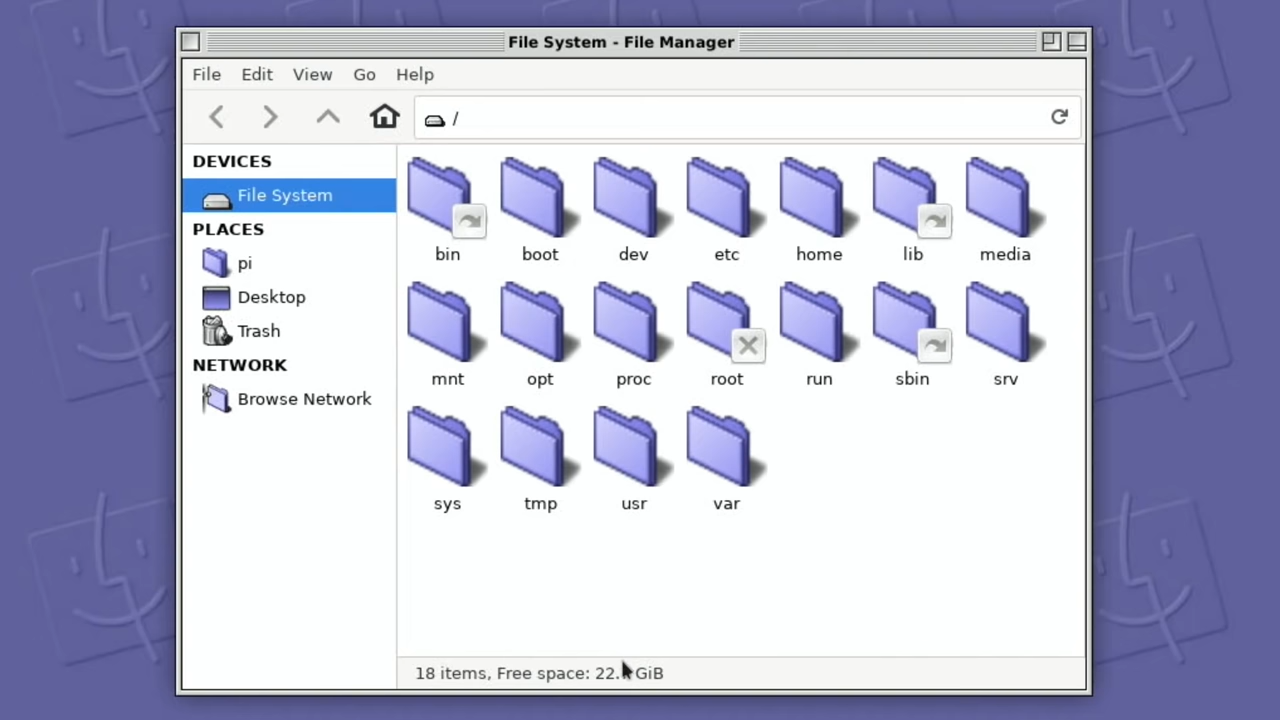 File System - File Manager
File Edit View Go Help
/
DEVICES
File System
PLACES
pi
Desktop
Trash
NETWORK
Browse Network
bin boot dev etc home lib media
mnt opt proc root run sbin srv
sys tmp usr var
18 items, Free space: GiB